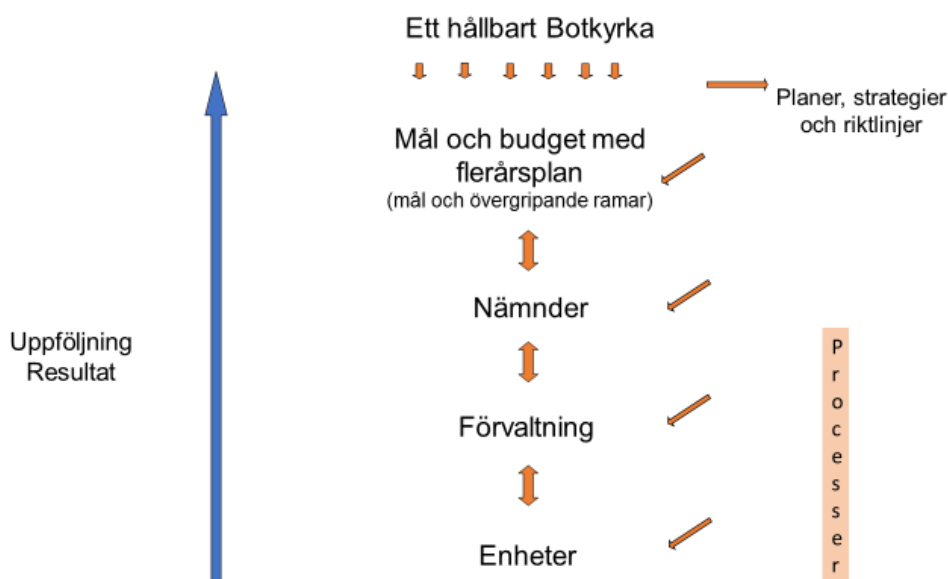 Ett hållbart Botkyrka
Planer, strategier
och riktlinjer
Mål och budget med
flerårsplan
(mål och övergripande ramar)
Nämnder
Uppföljning
Resultat
Förvaltning
Enheter
Processer